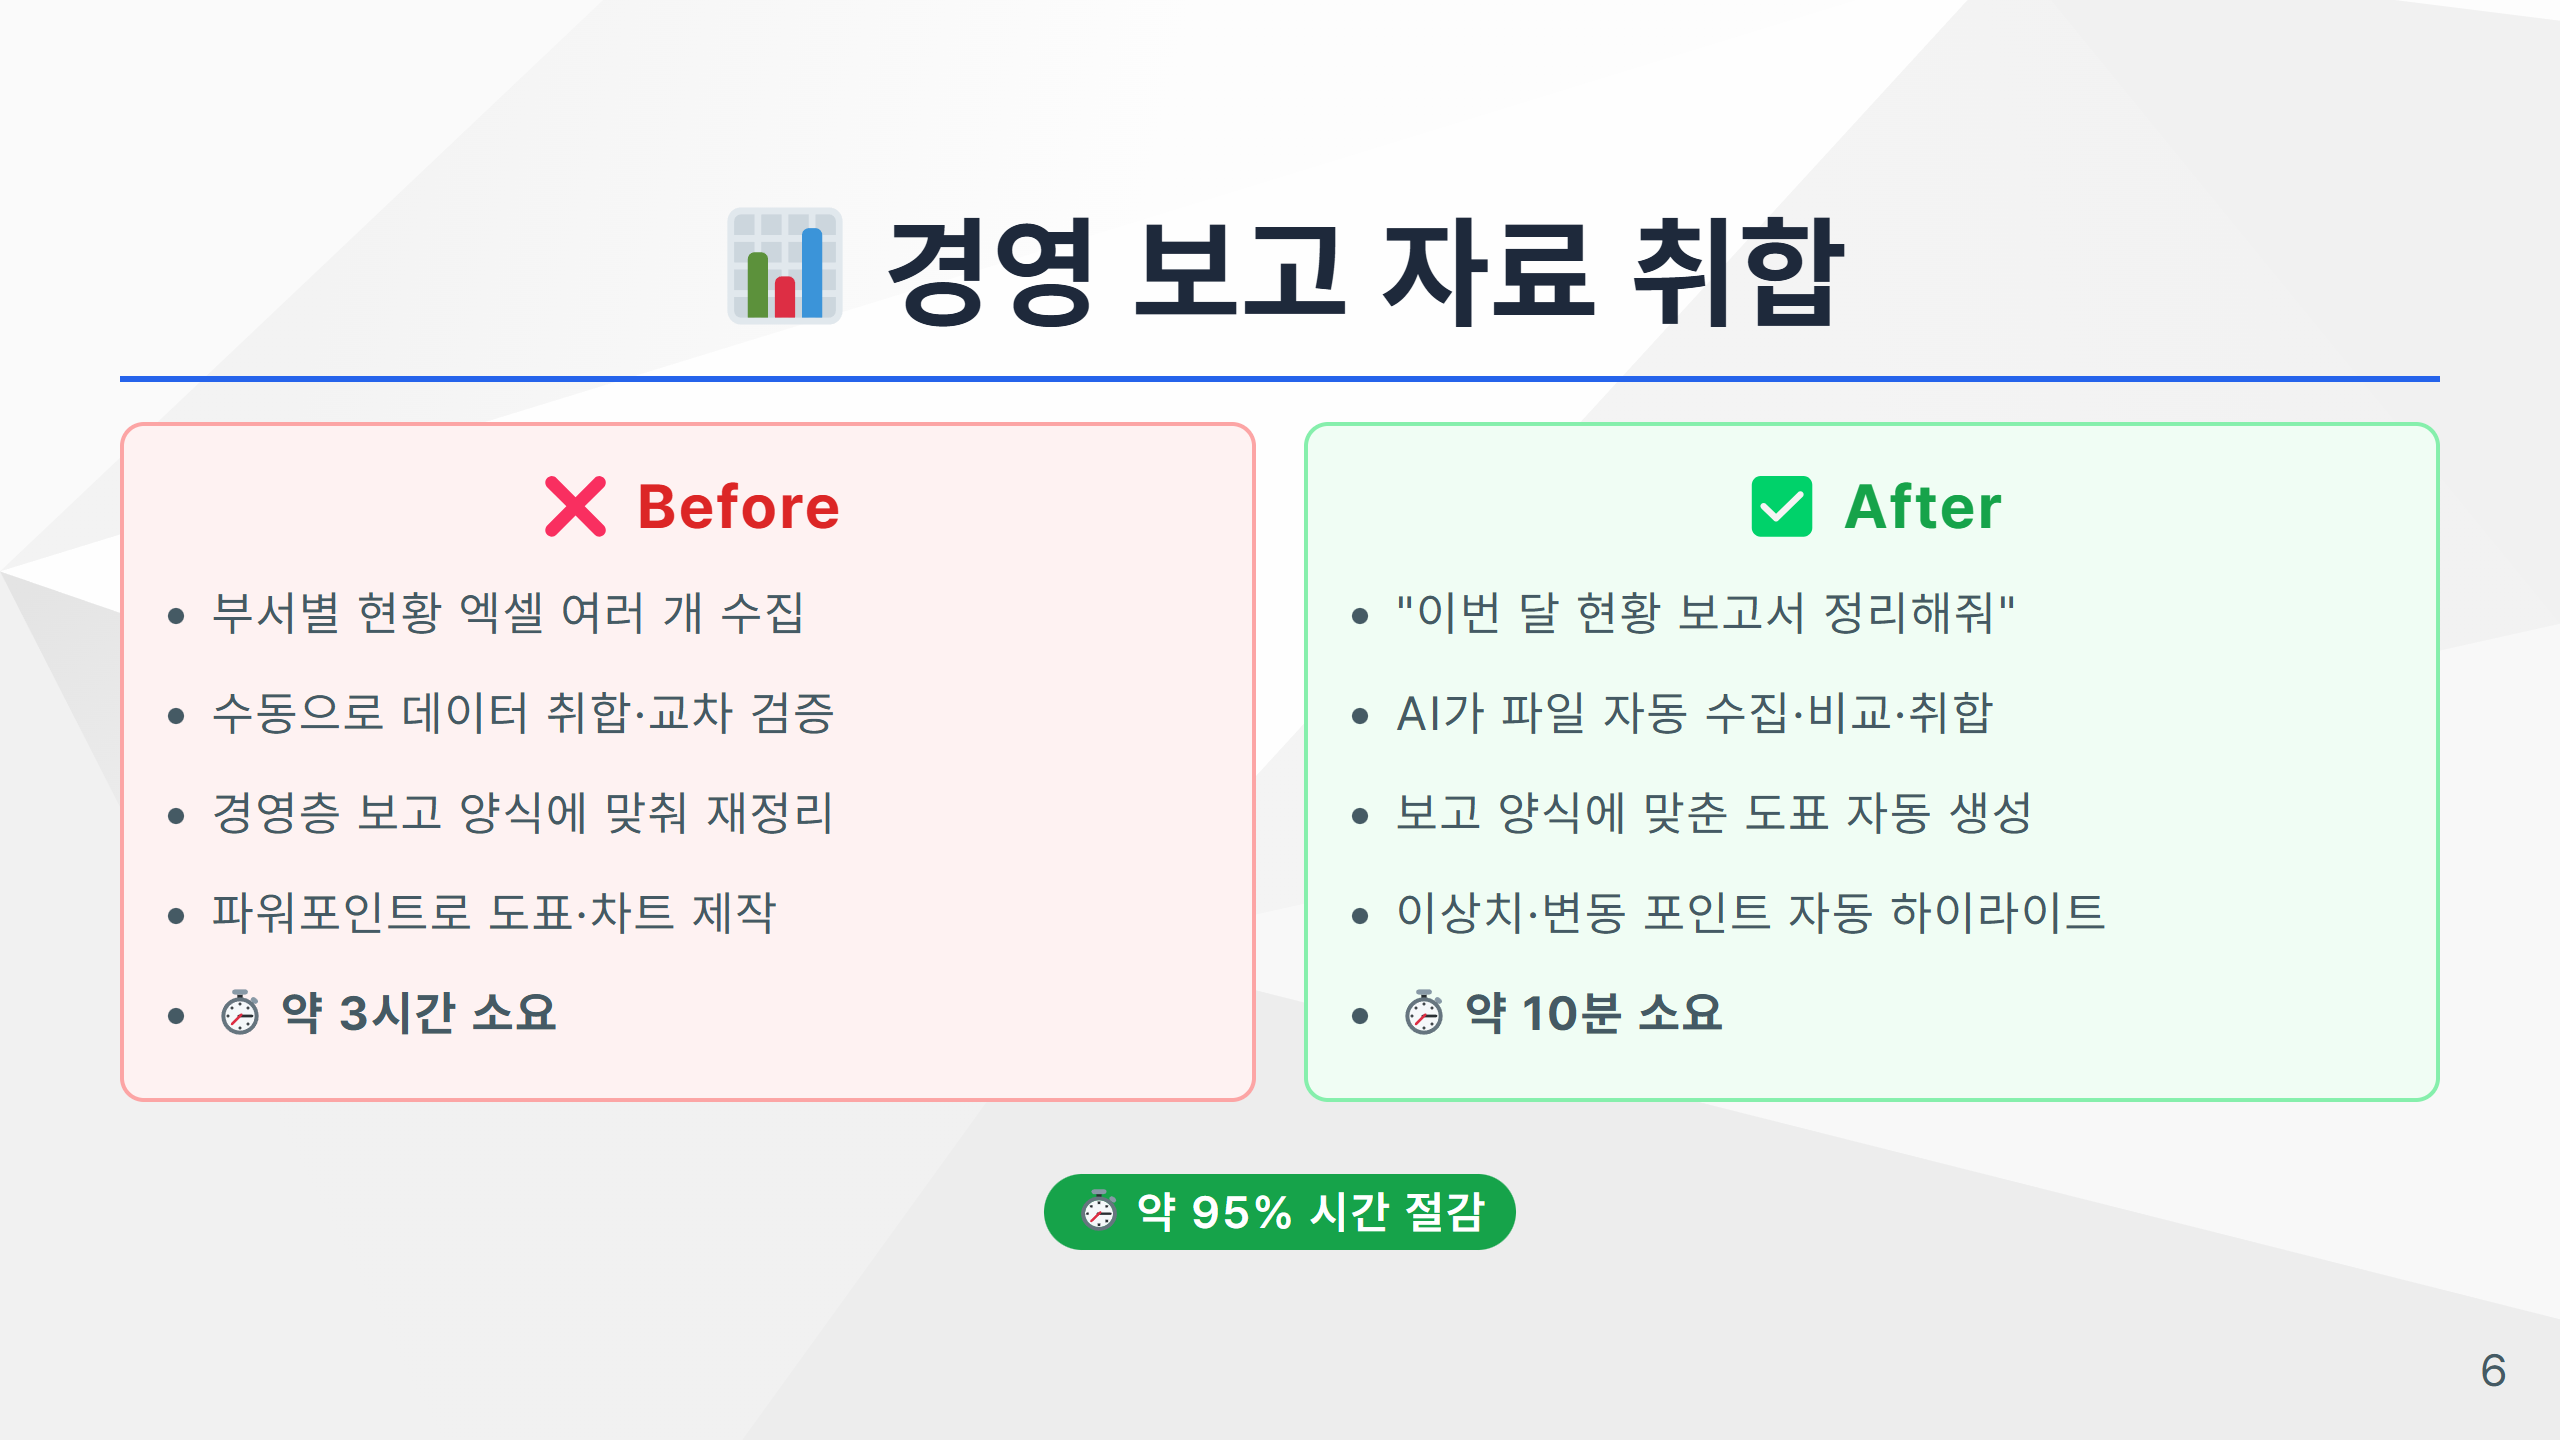 경영 보고 자료 취합
Before
부서별 현황 엑셀 여러 개 수집
수동으로 데이터 취합·교차 검증
경영층 보고 양식에 맞춰 재정리
파워포인트로 도표·차트 제작
약 3시간 소요
After
"이번 달 현황 보고서 정리해줘"
AI가 파일 자동 수집·비교·취합
보고 양식에 맞춘 도표 자동 생성
이상치·변동 포인트 자동 하이라이트
약 10분 소요
약 95% 시간 절감
6